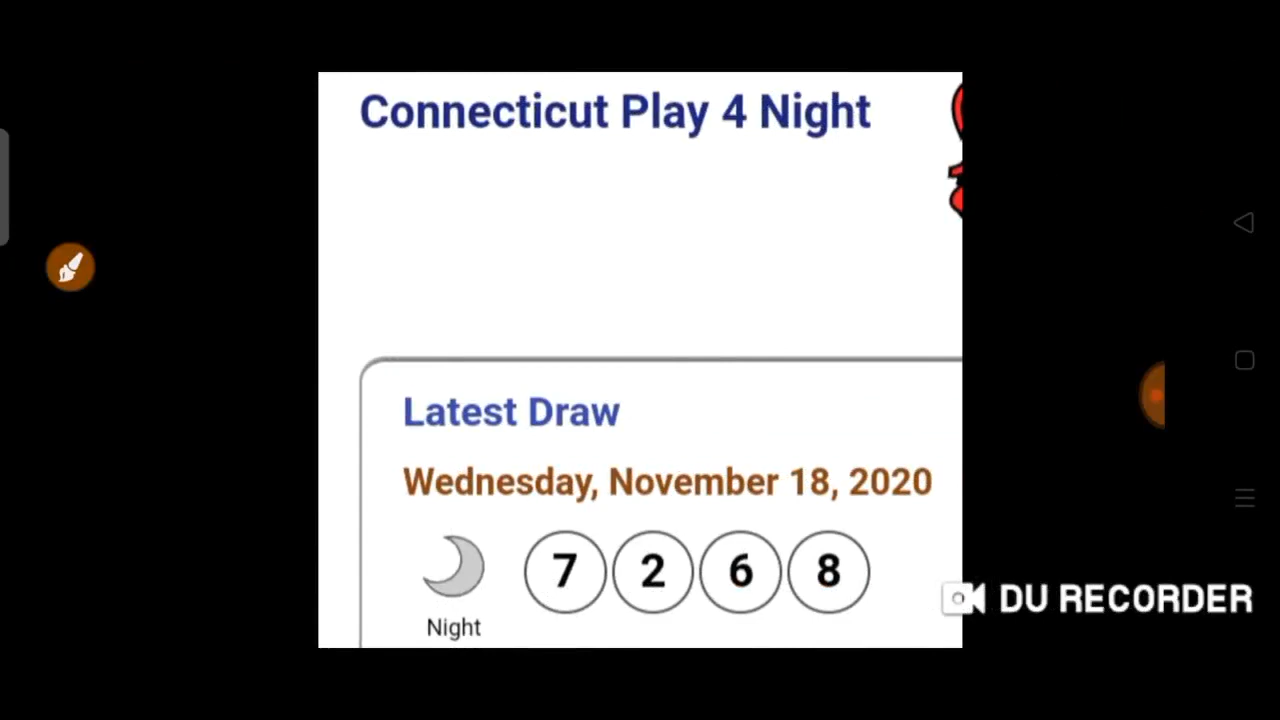 Connecticut Play 4 Night
Latest Draw
Wednesday, November 18, 2020
7 2 6 8
Night
DU RECORDER